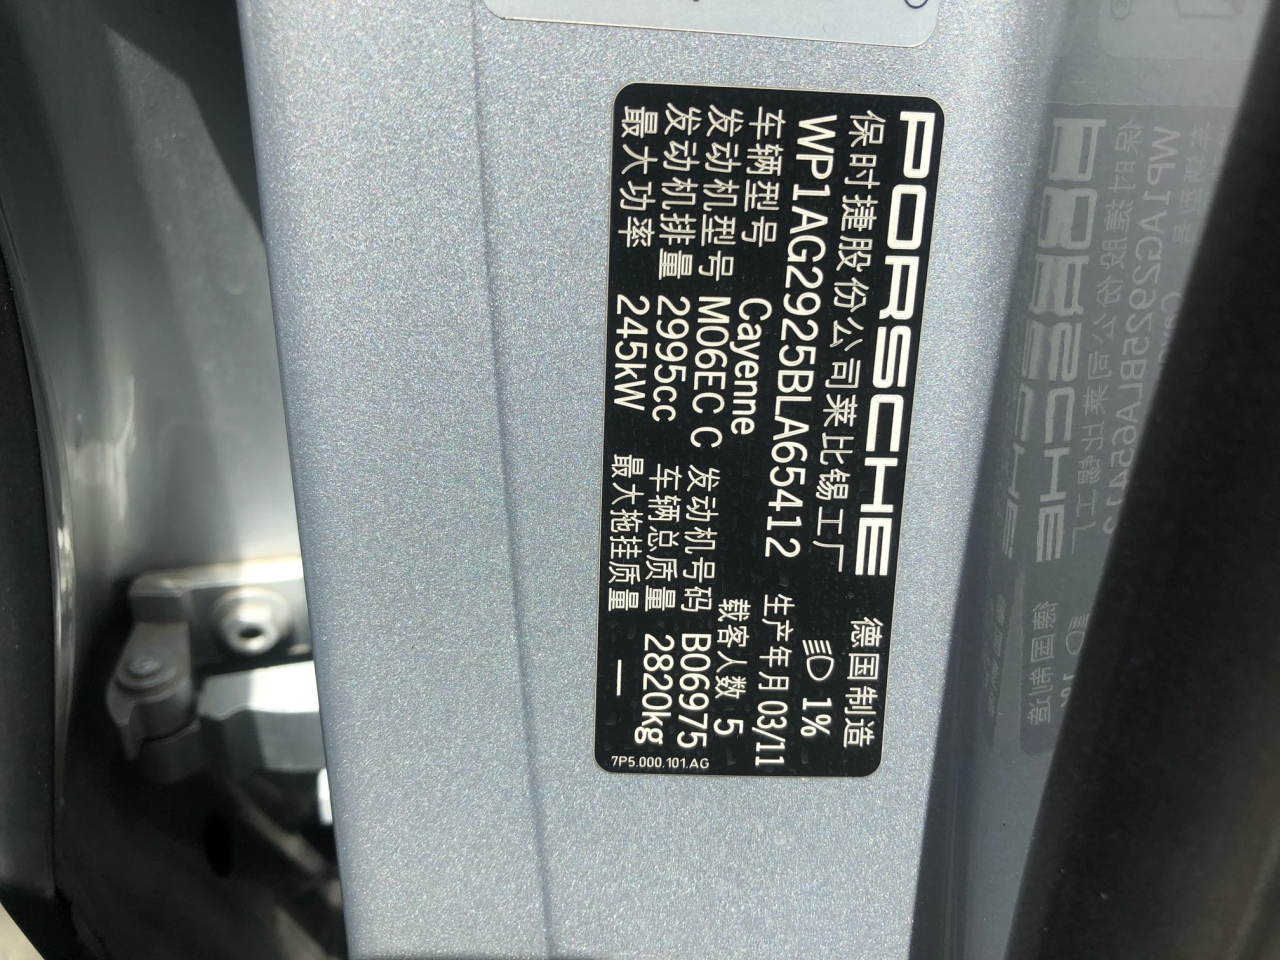 PORSCHE
保时捷股份公司莱比锡工厂 德国制造
WP1AG2925BLA65412 1%
车辆型号 Cayenne 生产年月 03/11
发动机型号 M06EC C 载客人数 5
发动机排量 2995cc 发动机号码 B06975
最大功率 245kW 车辆总质量 2820kg
最大拖挂质量 —
7P5.000.101.AG